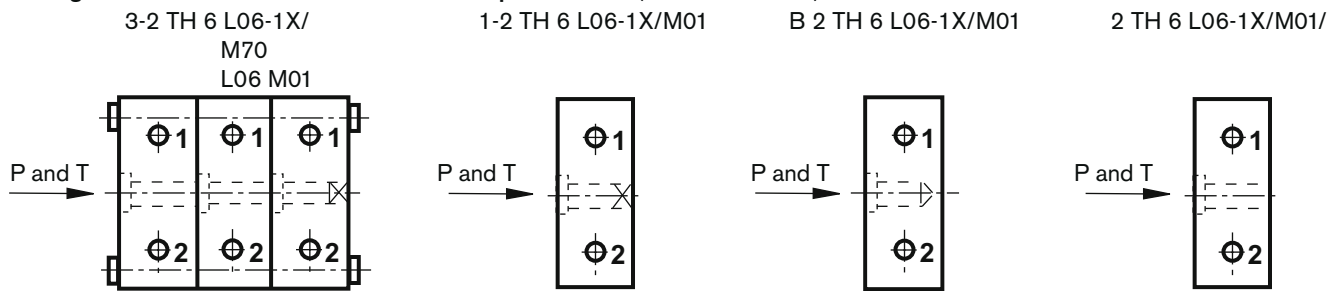 3-2 TH 6 L06-1X/
M70
L06 M01
1-2 TH 6 L06-1X/M01
B 2 TH 6 L06-1X/M01
2 TH 6 L06-1X/M01/
1 1 1
P and T
2 2 2
1
P and T
2
1
P and T
2
1
P and T
2